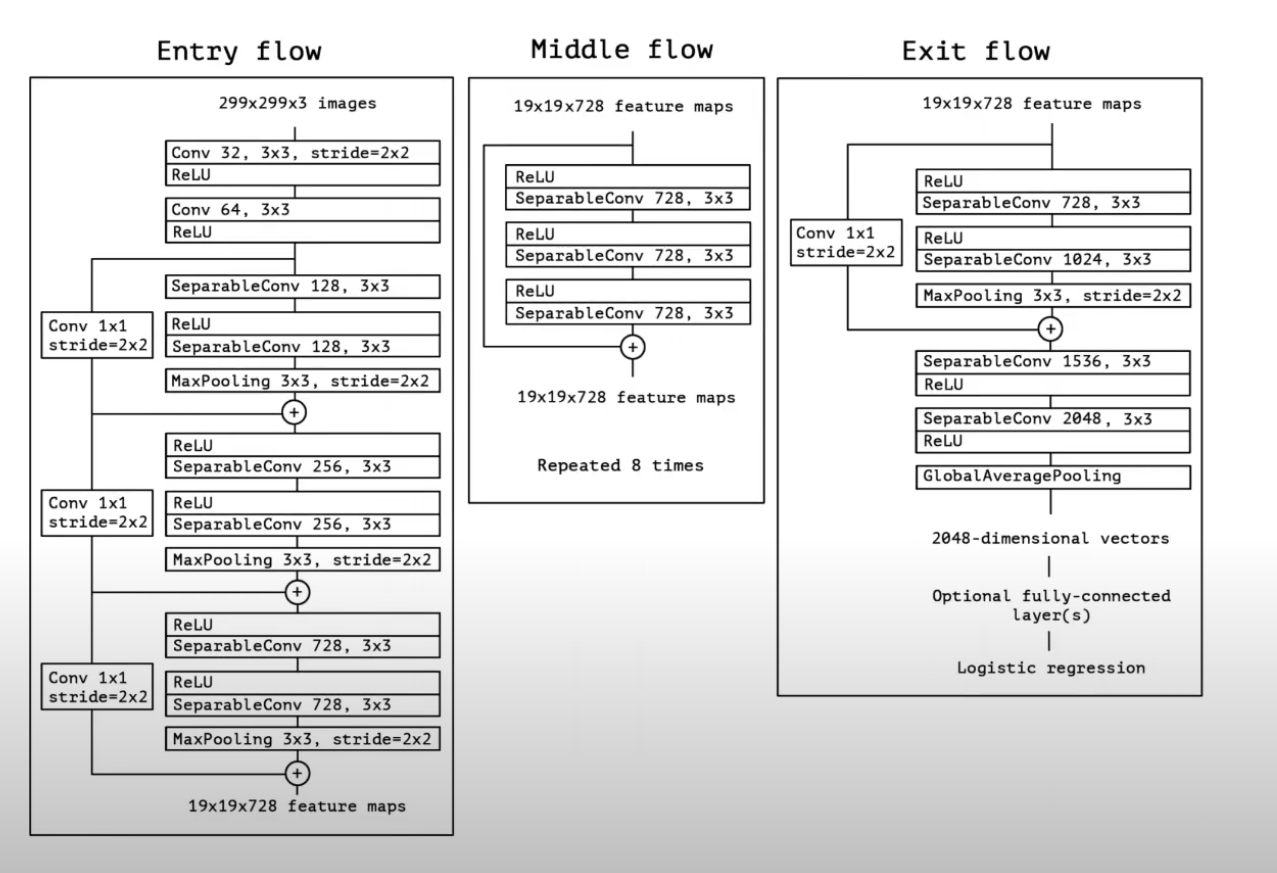 Entry flow
299x299x3 images
Conv 32, 3x3, stride=2x2
ReLU
Conv 64, 3x3
ReLU
SeparableConv 128, 3x3
Conv 1x1
stride=2x2
ReLU
SeparableConv 128, 3x3
MaxPooling 3x3, stride=2x2
+
ReLU
SeparableConv 256, 3x3
Conv 1x1
stride=2x2
ReLU
SeparableConv 256, 3x3
MaxPooling 3x3, stride=2x2
+
ReLU
SeparableConv 728, 3x3
Conv 1x1
stride=2x2
ReLU
SeparableConv 728, 3x3
MaxPooling 3x3, stride=2x2
+
19x19x728 feature maps
Middle flow
19x19x728 feature maps
ReLU
SeparableConv 728, 3x3
ReLU
SeparableConv 728, 3x3
ReLU
SeparableConv 728, 3x3
+
19x19x728 feature maps
Repeated 8 times
Exit flow
19x19x728 feature maps
ReLU
SeparableConv 728, 3x3
Conv 1x1
stride=2x2
ReLU
SeparableConv 1024, 3x3
MaxPooling 3x3, stride=2x2
+
SeparableConv 1536, 3x3
ReLU
SeparableConv 2048, 3x3
ReLU
GlobalAveragePooling
2048-dimensional vectors
Optional fully-connected
layer(s)
Logistic regression